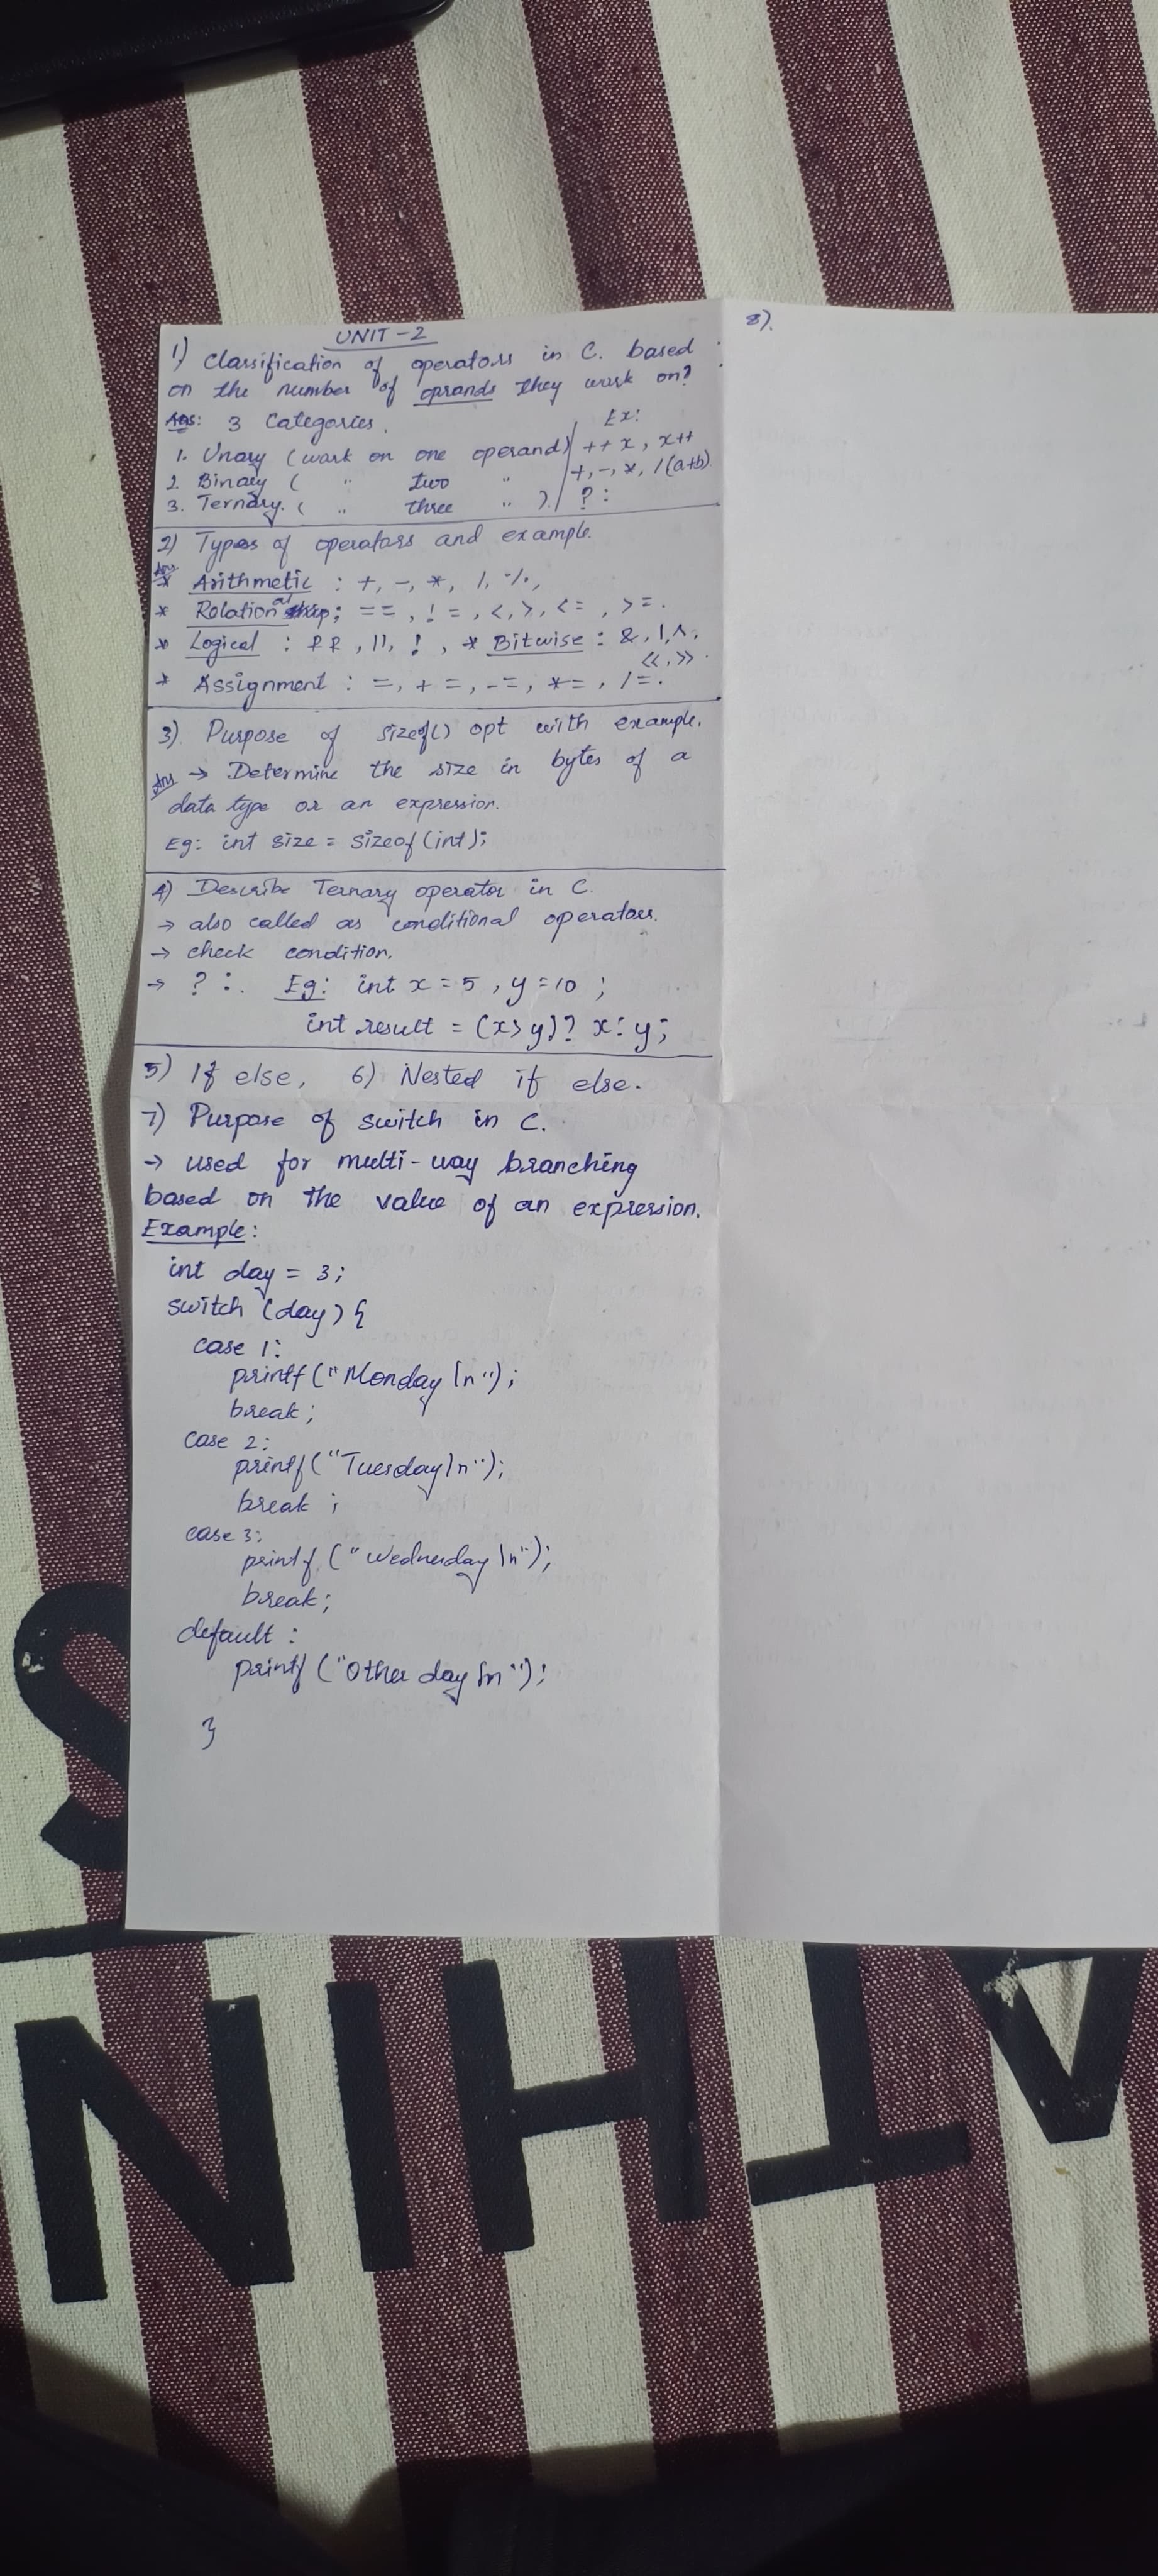 UNIT-2
1) Classification of operators in C. based
on the number of oprands they work on?
Ans: 3 Categories.
Ex:
1. Unary (work on one operand) ++x, x++
2. Binary ( " two " +, -, *, / (a+b)
3. Ternary. ( " three " ). ? :
2) Types of operators and example.
Ans
* Arithmetic : +, -, *, /, %,
* Relational : ==, !=, <, >, <=, >=.
* Logical : &&, ||, !, * Bitwise : &, |, ^,
<<, >>.
* Assignment : =, +=, -=, *=, /=.
3) Purpose of sizeof() opt with example.
Ans → Determine the size in bytes of a
data type or an expression.
Eg: int size = sizeof(int);
4) Describe Ternary operator in C.
→ also called as conditional operators.
→ check condition.
→ ? :. Eg: int x = 5, y = 10 ;
int result = (x>y)? x: y;
5) If else, 6) Nested if else.
7) Purpose of switch in C.
→ used for multi-way branching
based on the value of an expression.
Example:
int day = 3;
switch (day) {
case 1:
printf ("Monday \n");
break;
case 2:
printf ("Tuesday\n");
break ;
case 3:
printf ("Wednesday \n");
break;
default :
printf ("Other day \n");
}
8).
NIHTA
S